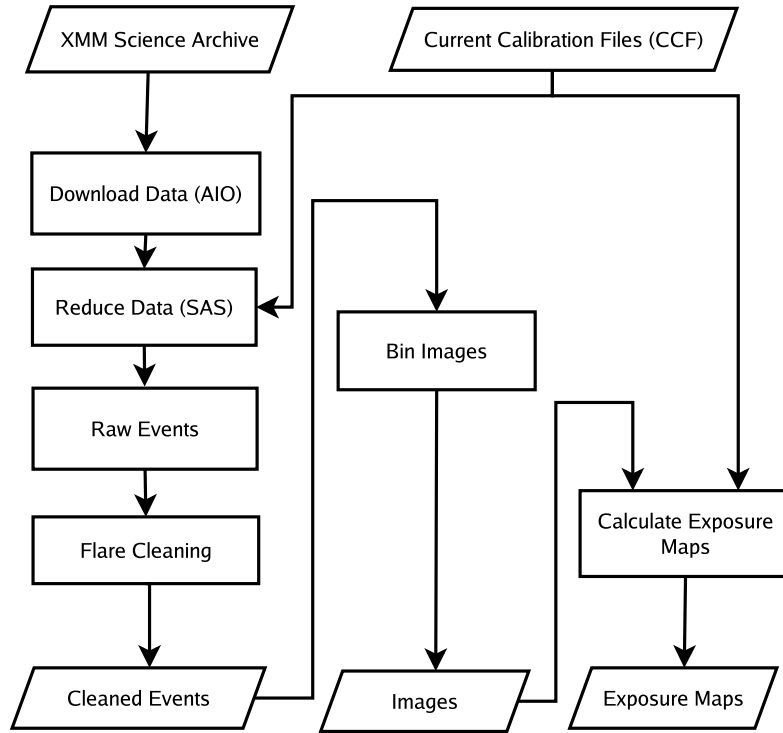 XMM Science Archive
Current Calibration Files (CCF)
Download Data (AIO)
Reduce Data (SAS)
Bin Images
Raw Events
Flare Cleaning
Calculate Exposure
Maps
Cleaned Events
Images
Exposure Maps